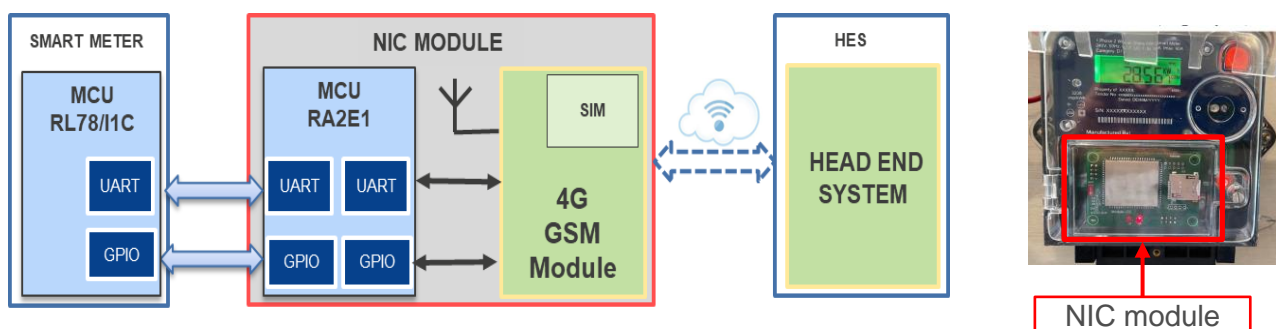 SMART METER
MCU
RL78/I1C
UART
GPIO
NIC MODULE
MCU
RA2E1
UART
UART
GPIO
GPIO
SIM
4G
GSM
Module
HES
HEAD END
SYSTEM
NIC module